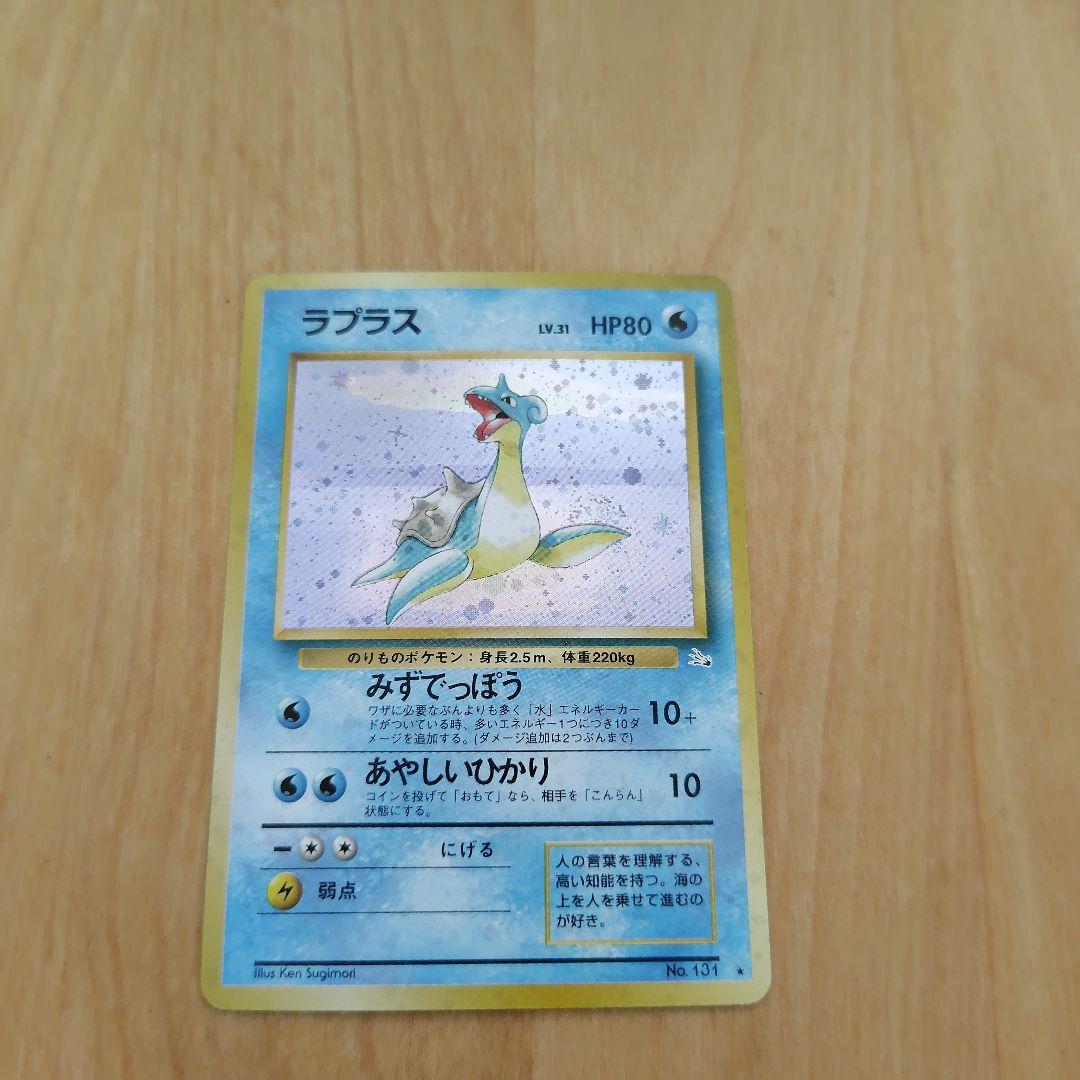 ラプラス LV.31 HP80
のりものポケモン：身長2.5m、体重220kg
みずでっぽう
ワザに必要なぶんよりも多く「水」エネルギーカー
ドがついている時、多いエネルギー1つにつき10ダ
メージを追加する。(ダメージ追加は2つぶんまで)
10+
あやしいひかり
コインを投げて「おもて」なら、相手を「こんらん」
状態にする。
10
にげる
弱点
人の言葉を理解する、
高い知能を持つ。海の
上を人を乗せて進むの
が好き。
Illus.Ken Sugimori
No.131 ★